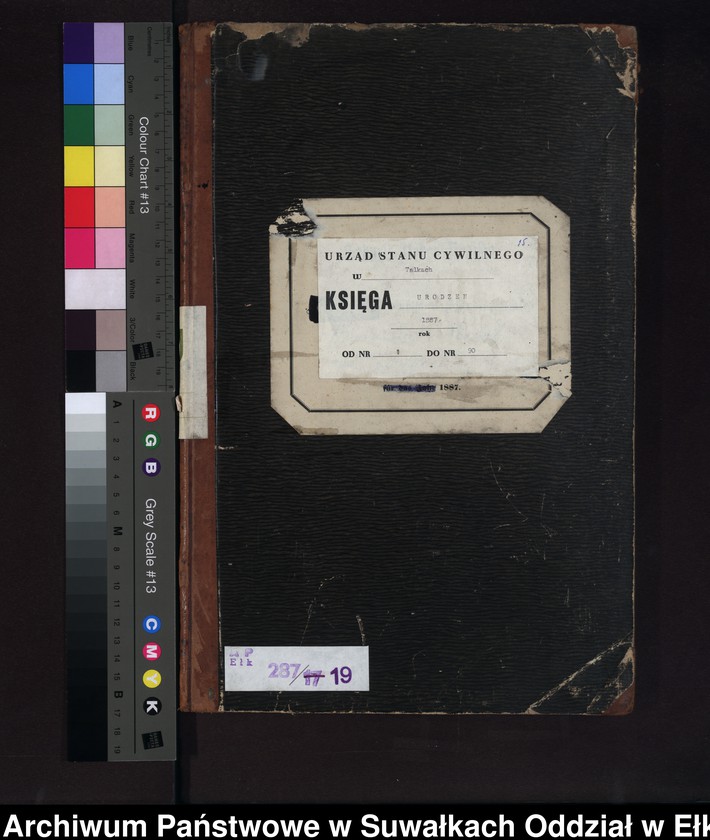 Blue
Cyan
Green
Yellow
Red
Magenta
White
3/Color
Black
Centimetres
Colour Chart #13
A
1
2
3
4
5
6
M
8
9
10
11
12
13
14
15
B
17
18
19
R
G
B
Grey Scale #13
C
M
Y
K
15.
URZĄD STANU CYWILNEGO
w Talkach
KSIĘGA URODZEŃ
1887.
rok
OD NR 1 DO NR 50
für das Jahr 1887.
A P
Ełk
287/17 19
Archiwum Państwowe w Suwałkach Oddział w Ełk